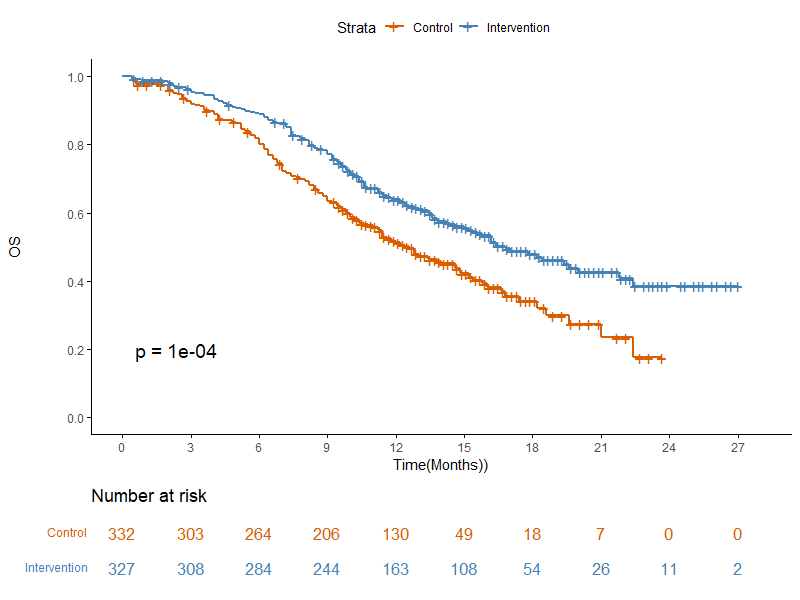 Strata Control Intervention
OS
1.0
0.8
0.6
0.4
0.2
0.0
p = 1e-04
0 3 6 9 12 15 18 21 24 27
Time(Months))
Number at risk
Control 332 303 264 206 130 49 18 7 0 0
Intervention 327 308 284 244 163 108 54 26 11 2